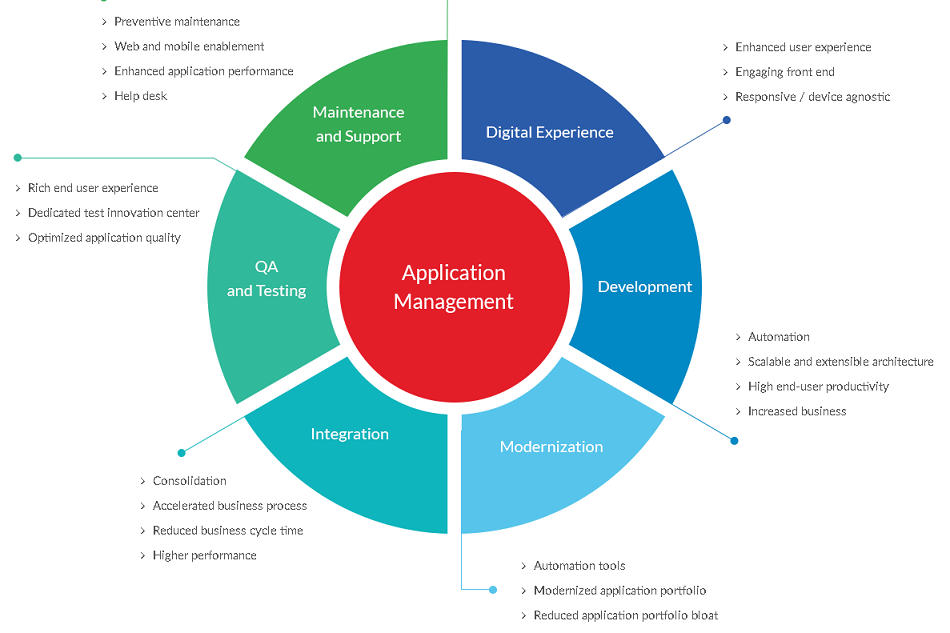 Preventive maintenance
Web and mobile enablement
Enhanced application performance
Help desk
Enhanced user experience
Engaging front end
Responsive / device agnostic
Maintenance
and Support
Digital Experience
Rich end user experience
Dedicated test innovation center
Optimized application quality
QA
and Testing
Application
Management
Development
Automation
Scalable and extensible architecture
High end-user productivity
Increased business
Integration
Modernization
Consolidation
Accelerated business process
Reduced business cycle time
Higher performance
Automation tools
Modernized application portfolio
Reduced application portfolio bloat